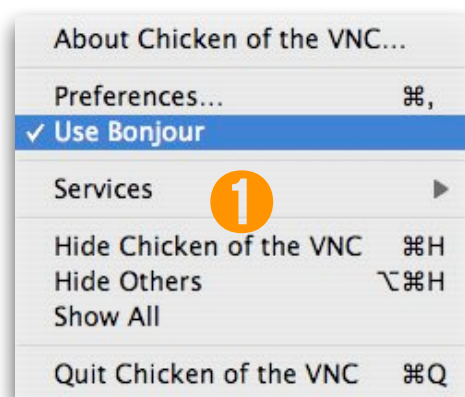 About Chicken of the VNC...
Preferences... ⌘,
✓ Use Bonjour
Services ▶
1
Hide Chicken of the VNC ⌘H
Hide Others ⌥⌘H
Show All
Quit Chicken of the VNC ⌘Q